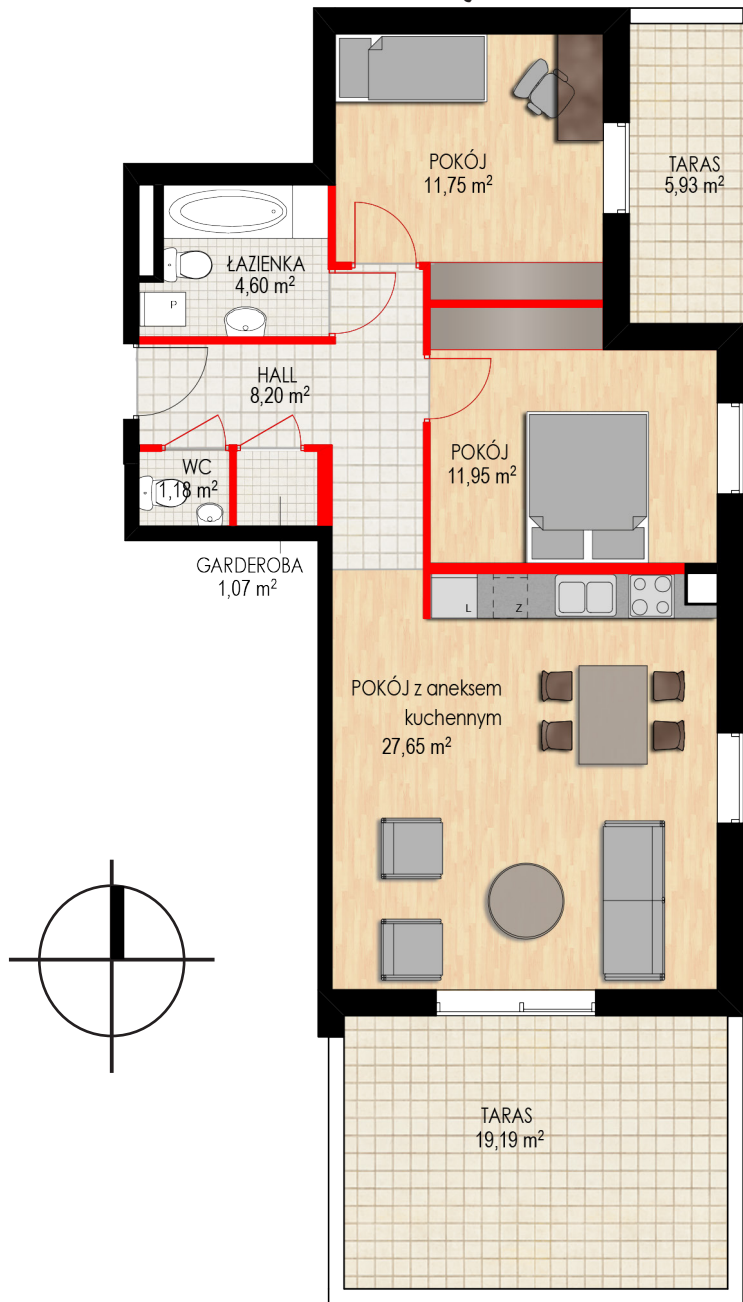 POKÓJ
11,75 m²
TARAS
5,93 m²
ŁAZIENKA
4,60 m²
P
HALL
8,20 m²
POKÓJ
11,95 m²
WC
1,18 m²
GARDEROBA
1,07 m²
L
Z
POKÓJ z aneksem
kuchennym
27,65 m²
TARAS
19,19 m²